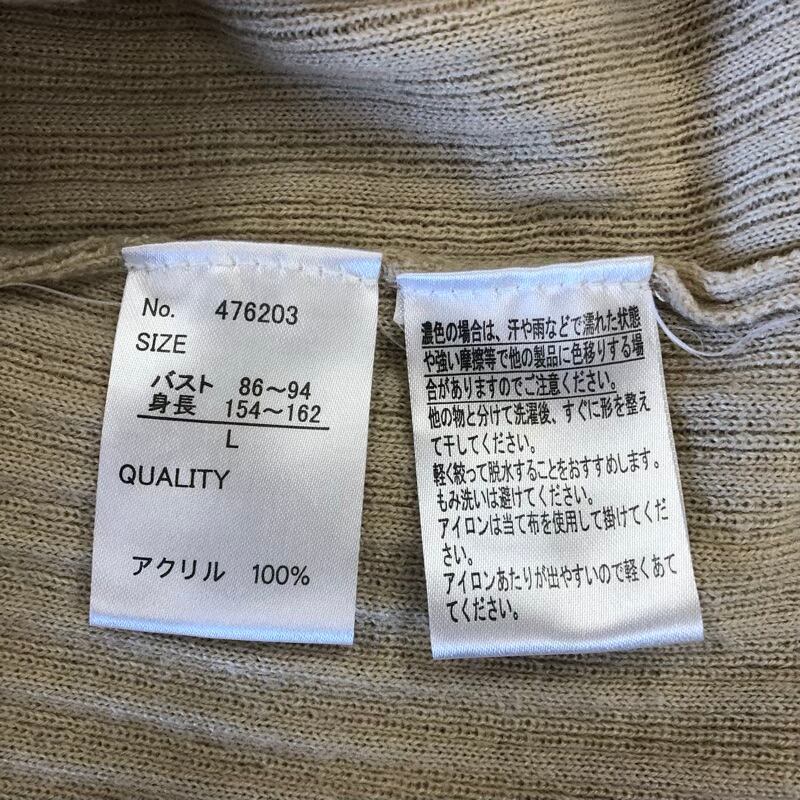 No. 476203
SIZE
バスト 86～94
身長 154～162
L
QUALITY
アクリル 100%
濃色の場合は、汗や雨などで濡れた状態
や強い摩擦等で他の製品に色移りする場
合がありますのでご注意ください。
他の物と分けて洗濯後、すぐに形を整え
て干してください。
軽く絞って脱水することをおすすめします。
もみ洗いは避けてください。
アイロンは当て布を使用して掛けてくだ
さい。
アイロンあたりが出やすいので軽くあて
てください。